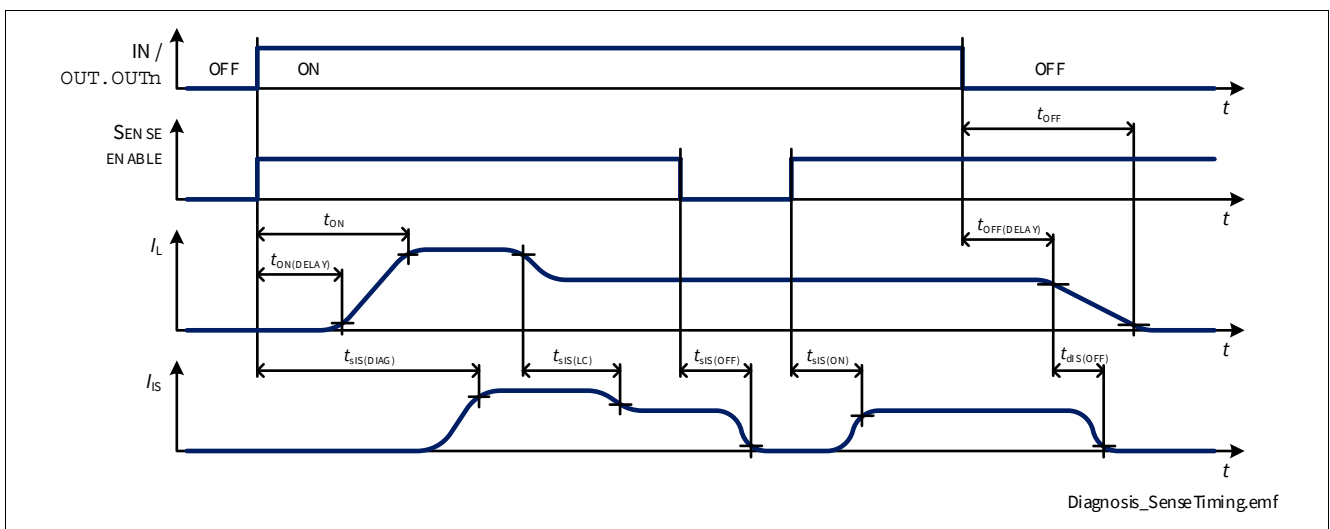 IN /
OUT.OUTn
OFF
ON
OFF
t
tOFF
SENSE
ENABLE
t
tON
tOFF(DELAY)
IL
tON(DELAY)
t
tsIS(DIAG)
tsIS(LC)
tsIS(OFF)
tsIS(ON)
tdIS(OFF)
IIS
t
Diagnosis_SenseTiming.emf